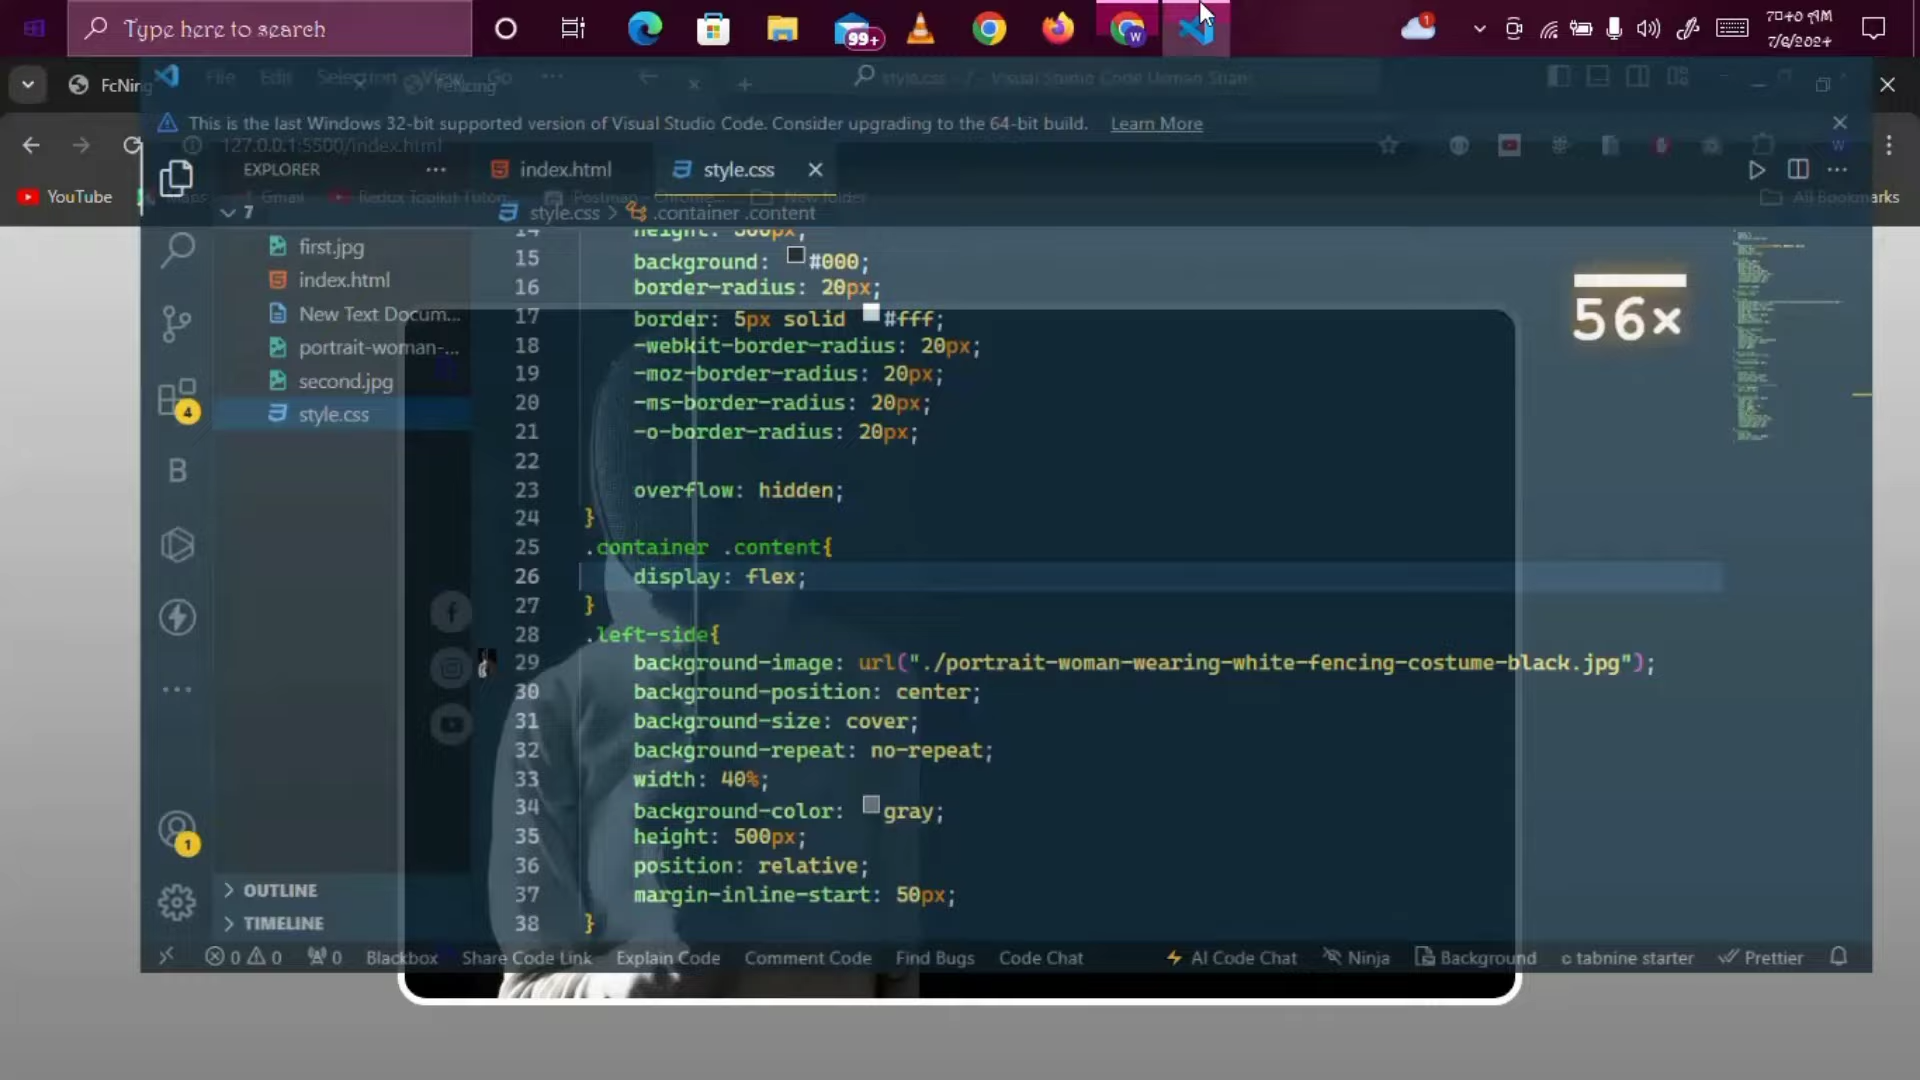 Type here to search
99+
W
1
7:40 AM
7/6/2024
FcNing
FeNcing
File Edit Selection View Go ...
style.css - 7 - Visual Studio Code
This is the last Windows 32-bit supported version of Visual Studio Code. Consider upgrading to the 64-bit build. Learn More
127.0.0.1:5500/index.html
EXPLORER ...
index.html
style.css
YouTube
Maps
Gmail
New folder
All Bookmarks
7
style.css > .container .content
first.jpg
index.html
New Text Docum...
portrait-woman-...
second.jpg
style.css
4
B
1
OUTLINE
TIMELINE
14 height: 500px;
15 background: #000;
16 border-radius: 20px;
17 border: 5px solid #fff;
18 -webkit-border-radius: 20px;
19 -moz-border-radius: 20px;
20 -ms-border-radius: 20px;
21 -o-border-radius: 20px;
22
23 overflow: hidden;
24 }
25 .container .content{
26 display: flex;
27 }
28 .left-side{
29 background-image: url("./portrait-woman-wearing-white-fencing-costume-black.jpg");
30 background-position: center;
31 background-size: cover;
32 background-repeat: no-repeat;
33 width: 40%;
34 background-color: gray;
35 height: 500px;
36 position: relative;
37 margin-inline-start: 50px;
38 }
56×
0 0 0 Blackbox Share Code Link Explain Code Comment Code Find Bugs Code Chat AI Code Chat Ninja Background tabnine starter Prettier